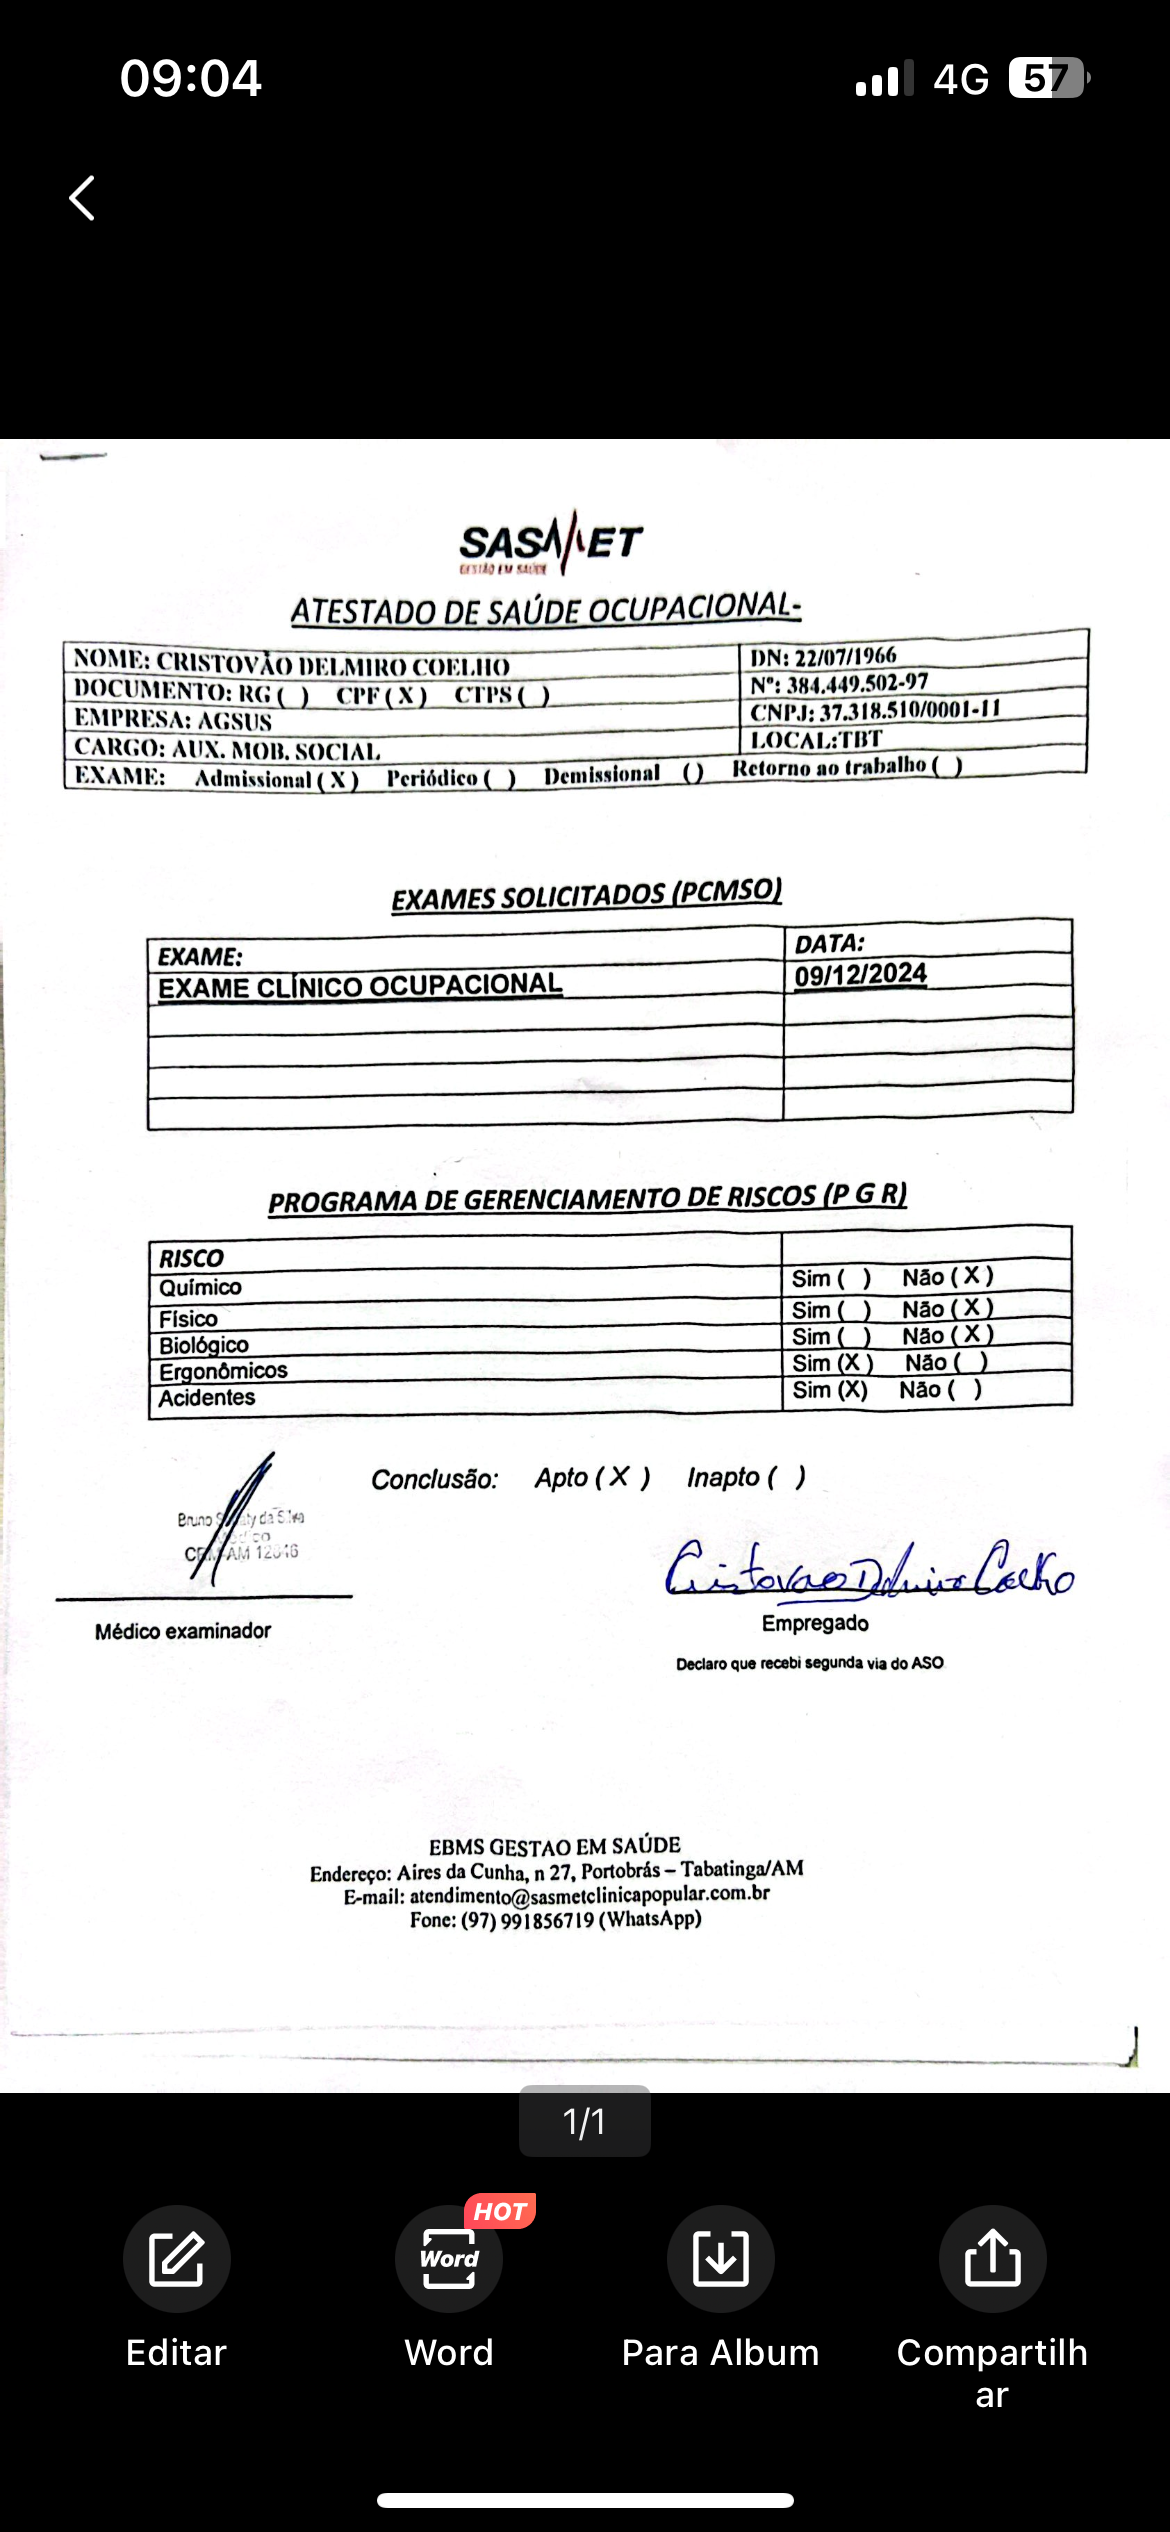 09:04
4G 57
SASMET
GESTÃO EM SAÚDE
ATESTADO DE SAÚDE OCUPACIONAL-
NOME: CRISTOVÃO DELMIRO COELHO DN: 22/07/1966
DOCUMENTO: RG ( ) CPF ( X ) CTPS ( ) Nº: 384.449.502-97
EMPRESA: AGSUS CNPJ: 37.318.510/0001-11
CARGO: AUX. MOB. SOCIAL LOCAL:TBT
EXAME: Admissional ( X ) Periódico ( ) Demissional () Retorno ao trabalho ( )
EXAMES SOLICITADOS (PCMSO)
EXAME: DATA:
EXAME CLÍNICO OCUPACIONAL 09/12/2024
PROGRAMA DE GERENCIAMENTO DE RISCOS (P G R)
RISCO
Químico Sim ( ) Não ( X )
Físico Sim ( ) Não ( X )
Biológico Sim ( ) Não ( X )
Ergonômicos Sim (X ) Não ( )
Acidentes Sim (X) Não ( )
Conclusão: Apto ( X ) Inapto ( )
Bruno da Silva
Médico
CRM-AM
Cristovao Delmiro Coelho
Médico examinador
Empregado
Declaro que recebi segunda via do ASO
EBMS GESTAO EM SAÚDE
Endereço: Aires da Cunha, n 27, Portobrás – Tabatinga/AM
E-mail: atendimento@sasmetclinicapopular.com.br
Fone: (97) 991856719 (WhatsApp)
1/1
HOT
Word
Editar
Word
Para Album
Compartilh
ar